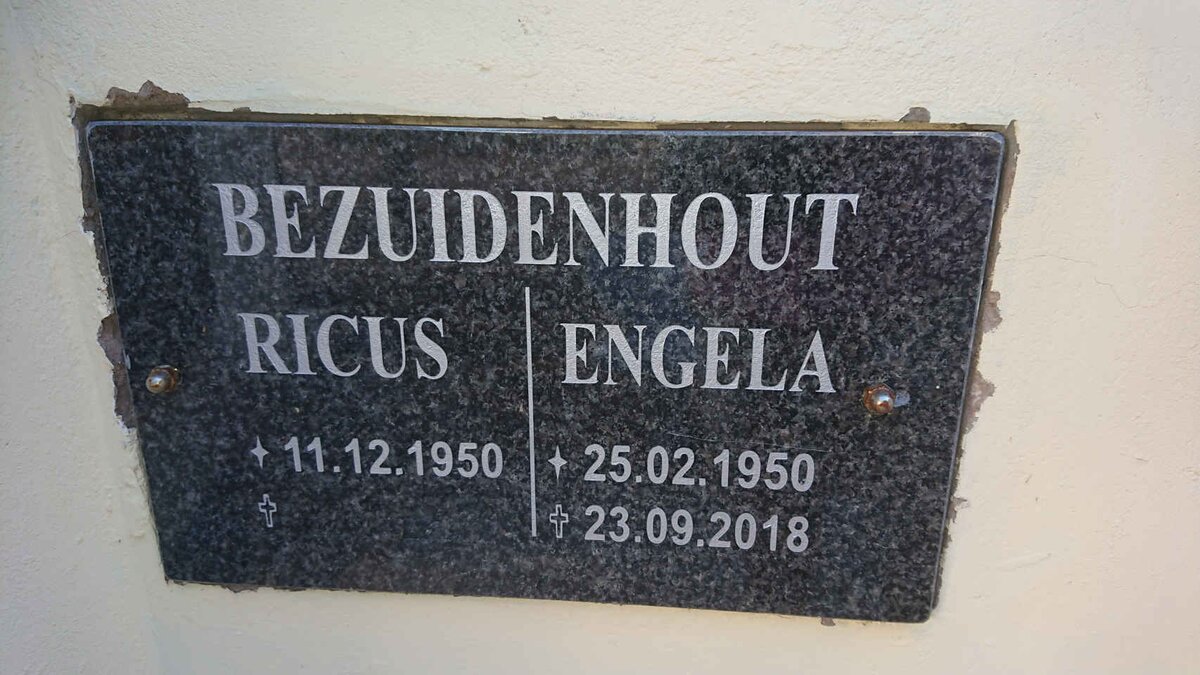 BEZUIDENHOUT
RICUS
✦ 11.12.1950
✞
ENGELA
✦ 25.02.1950
✞ 23.09.2018